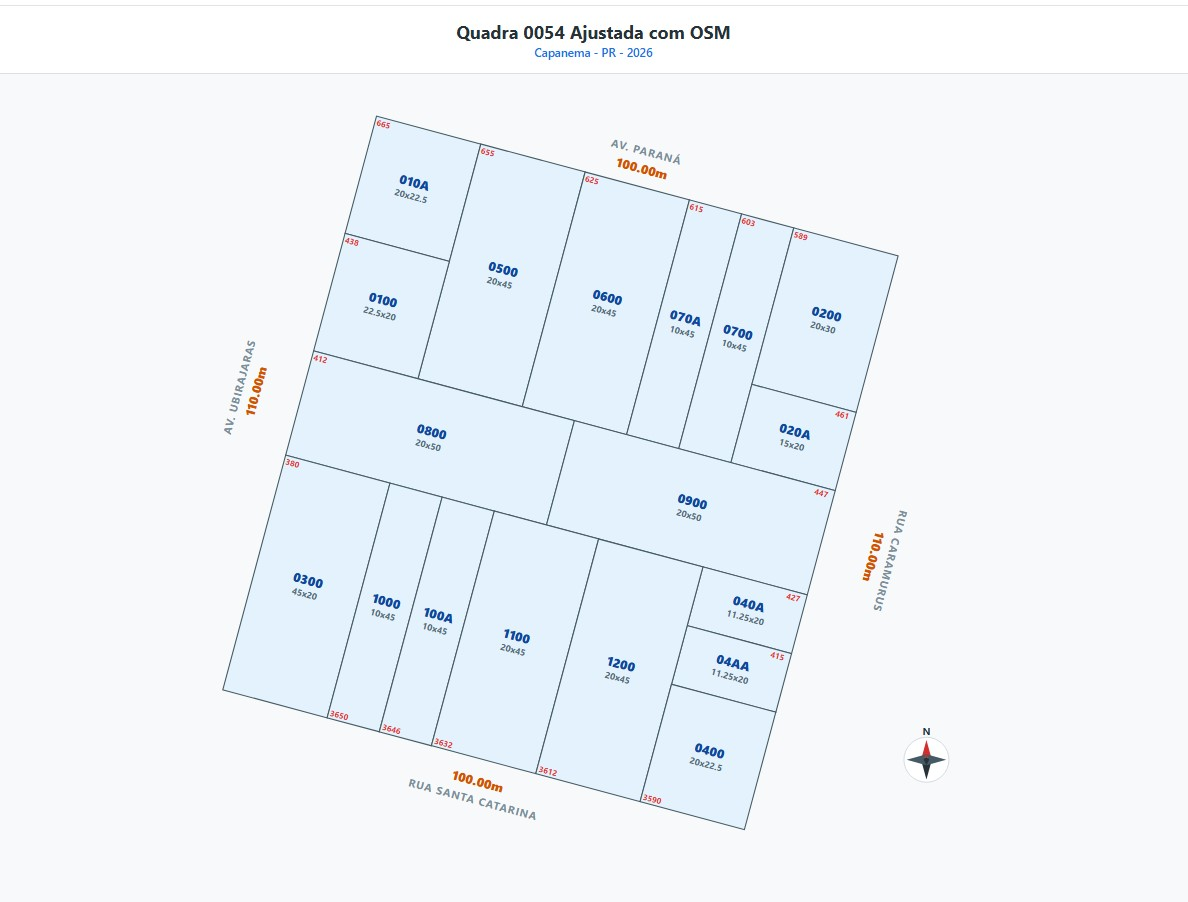 Quadra 0054 Ajustada com OSM
Capanema - PR - 2026
AV. PARANÁ
100.00m
665
010A
20x22.5
655
0500
20x45
625
0600
20x45
615
070A
10x45
603
0700
10x45
589
0200
20x30
438
0100
22.5x20
461
020A
15x20
AV. UBIRAJARAS
110.00m
412
0800
20x50
447
0900
20x50
RUA CARAMURUS
110.00m
380
0300
45x20
1000
10x45
100A
10x45
1100
20x45
1200
20x45
427
040A
11.25x20
415
04AA
11.25x20
0400
20x22.5
3650
3646
3632
3612
3590
100.00m
RUA SANTA CATARINA
N